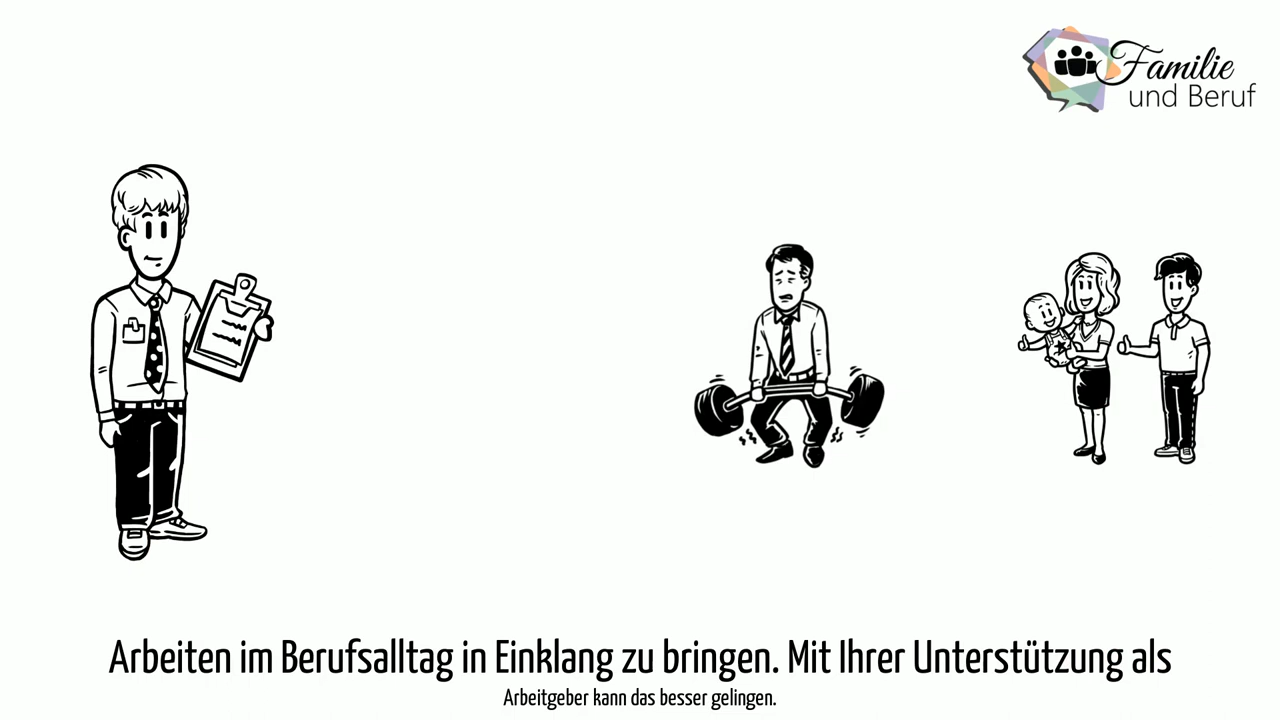 Familie
und Beruf
Arbeiten im Berufsalltag in Einklang zu bringen. Mit Ihrer Unterstützung als
Arbeitgeber kann das besser gelingen.